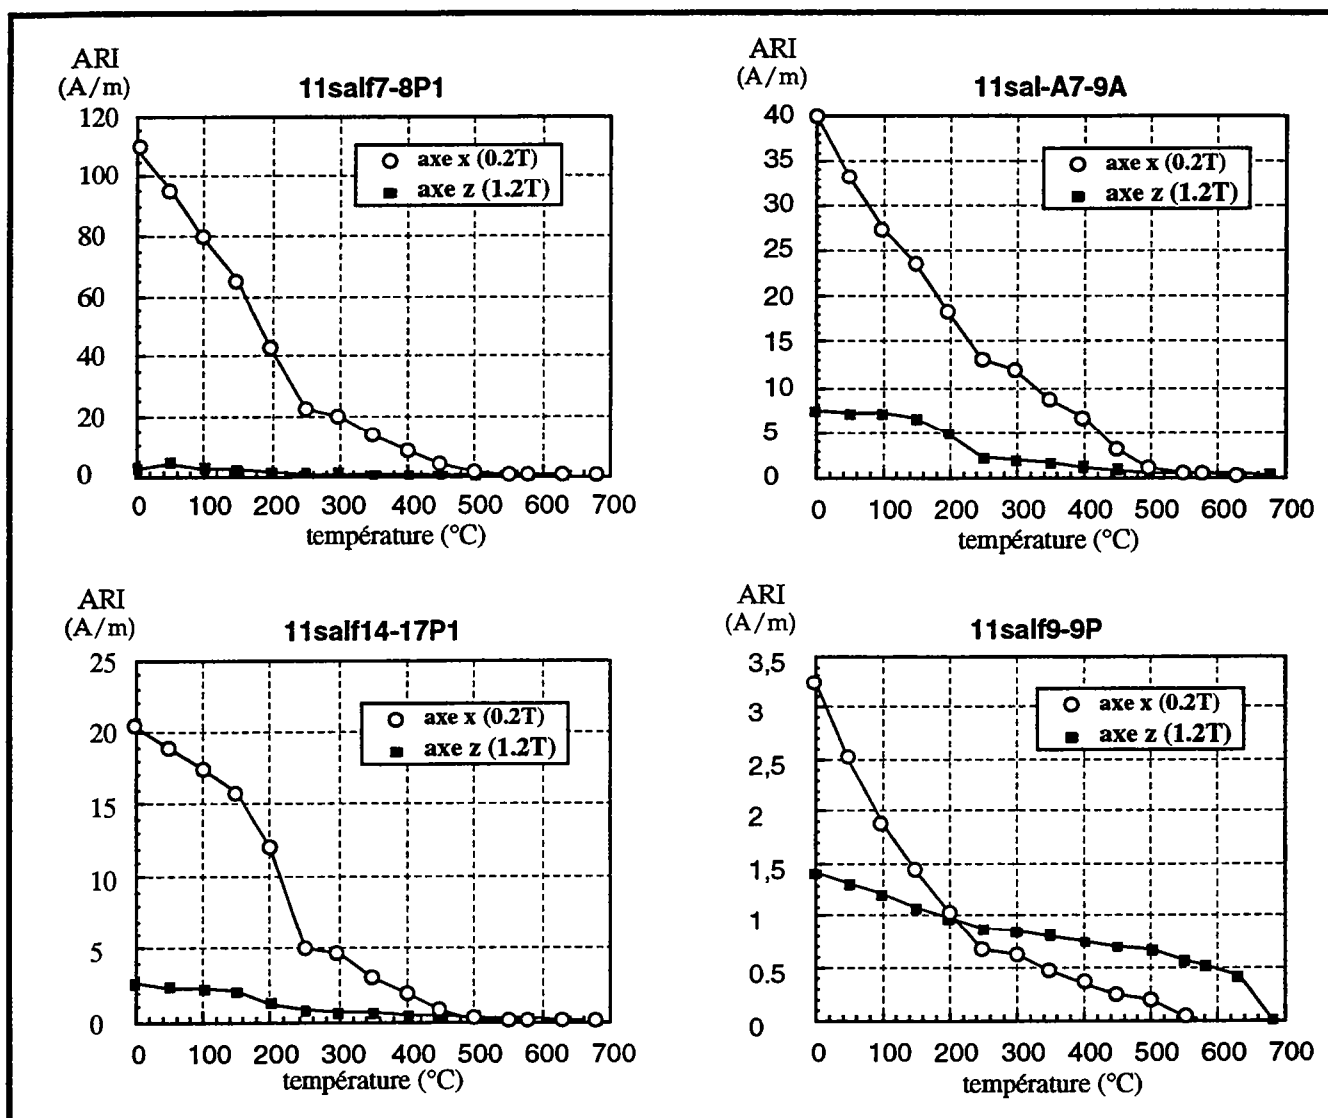 ARI
(A/m)
11salf7-8P1
120
100
80
60
40
20
0
axe x (0.2T)
axe z (1.2T)
0 100 200 300 400 500 600 700
température (°C)
ARI
(A/m)
11sal-A7-9A
40
35
30
25
20
15
10
5
0
axe x (0.2T)
axe z (1.2T)
0 100 200 300 400 500 600 700
température (°C)
ARI
(A/m)
11salf14-17P1
25
20
15
10
5
0
axe x (0.2T)
axe z (1.2T)
0 100 200 300 400 500 600 700
température (°C)
ARI
(A/m)
11salf9-9P
3,5
3
2,5
2
1,5
1
0.5
0
axe x (0.2T)
axe z (1.2T)
0 100 200 300 400 500 600 700
température (°C)